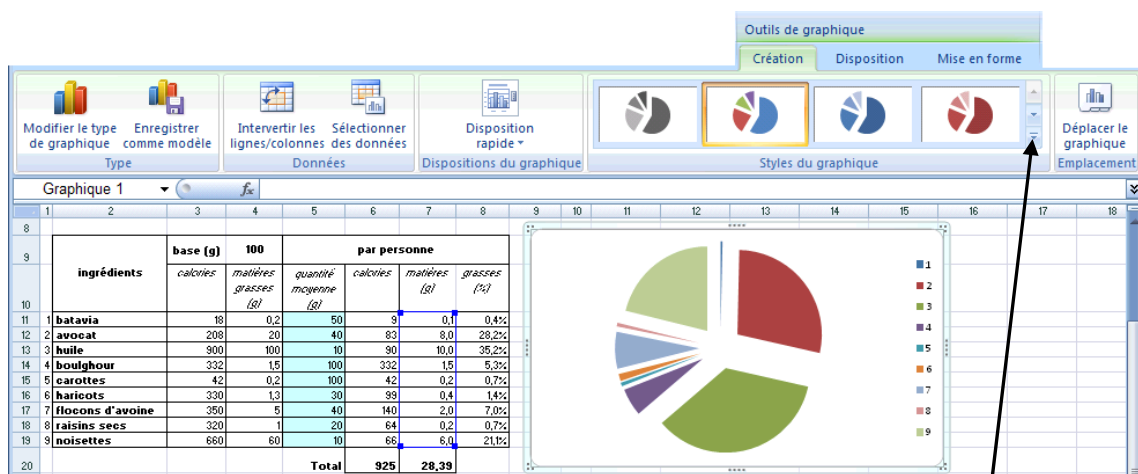 Outils de graphique
Création Disposition Mise en forme
Modifier le type de graphique Enregistrer comme modèle Intervertir les lignes/colonnes Sélectionner des données Disposition rapide Déplacer le graphique
Type Données Dispositions du graphique Styles du graphique Emplacement
Graphique 1 fx
1 2 3 4 5 6 7 8 9 10 11 12 13 14 15 16 17 18
8
9 base (g) 100 par personne
10 ingrédients calories matières grasses (g) quantité moyenne (g) calories matières (g) grasses (%)
11 1 batavia 18 0,2 50 9 0,1 0,4%
12 2 avocat 208 20 40 83 8,0 28,2%
13 3 huile 900 100 10 90 10,0 35,2%
14 4 boulghour 332 1,5 100 332 1,5 5,3%
15 5 carottes 42 0,2 100 42 0,2 0,7%
16 6 haricots 330 1,3 30 99 0,4 1,4%
17 7 flocons d'avoine 350 5 40 140 2,0 7,0%
18 8 raisins secs 320 1 20 64 0,2 0,7%
19 9 noisettes 660 60 10 66 6,0 21,1%
20 Total 925 28,39
1
2
3
4
5
6
7
8
9